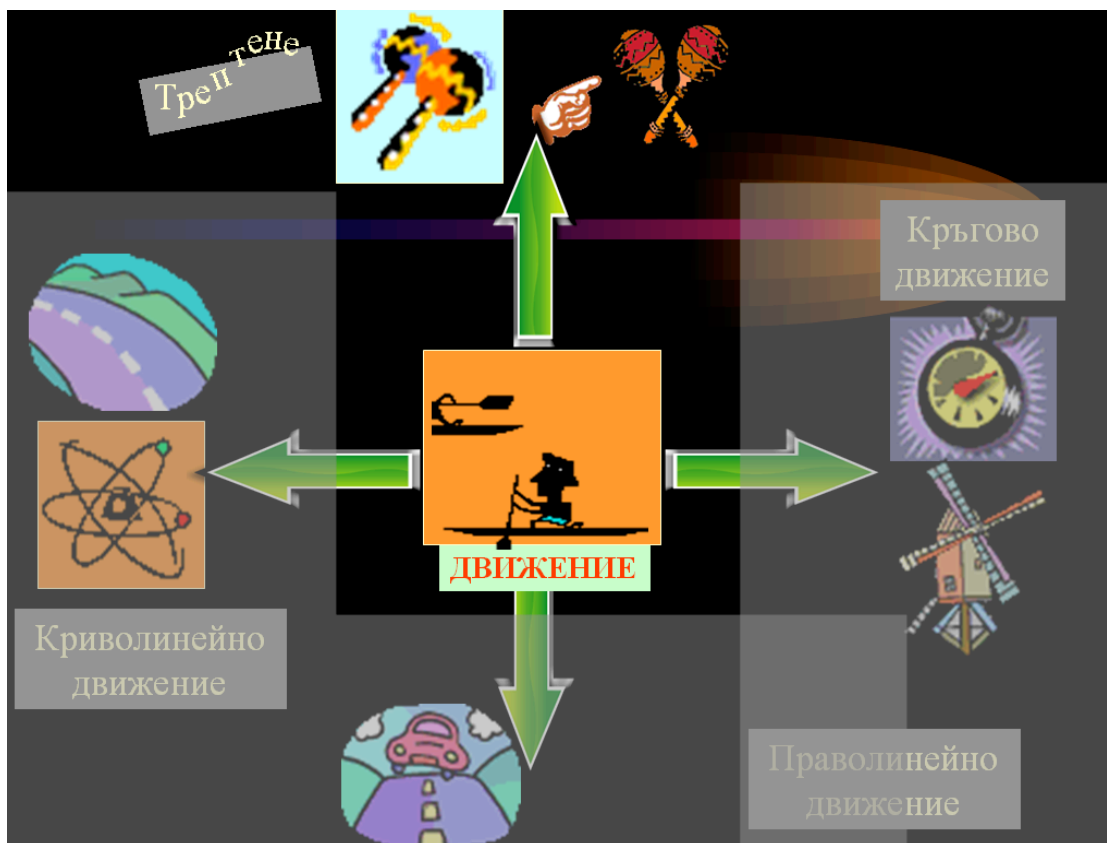 Трептене
Кръгово
движение
ДВИЖЕНИЕ
Криволинейно
движение
Праволинейно
движение